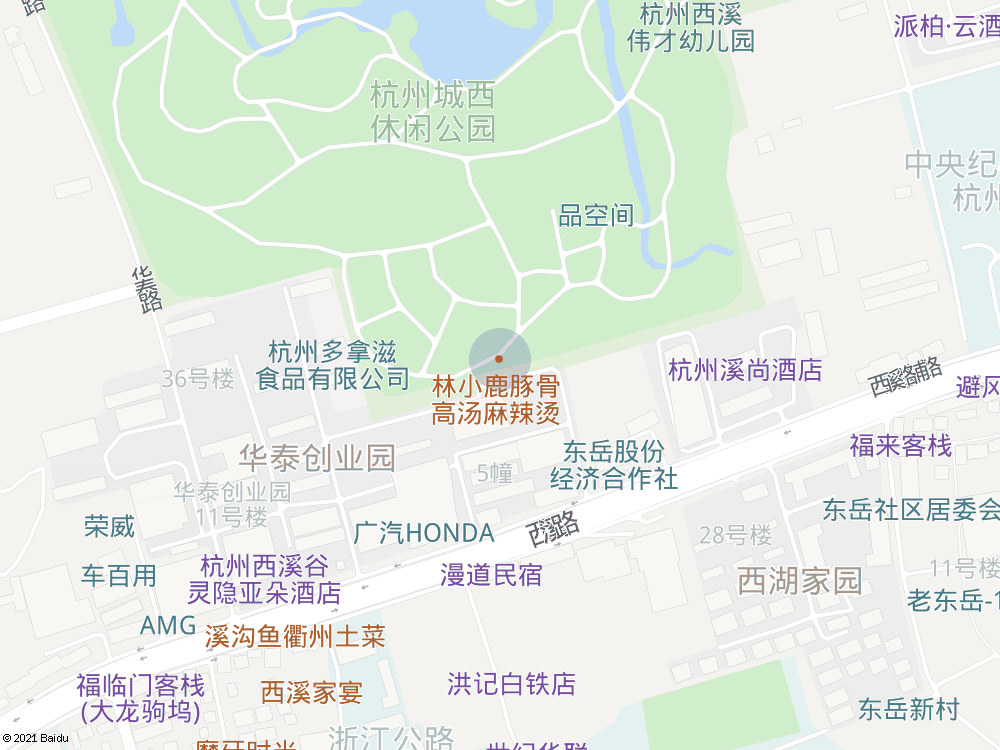 路
杭州西溪
伟才幼儿园
派柏·云酒
杭州城西
休闲公园
中央纪
杭州
品空间
华泰路
杭州多拿滋
食品有限公司
36号楼
林小鹿豚骨
高汤麻辣烫
杭州溪尚酒店
西溪路辅路
避风
福来客栈
华泰创业园
华泰创业园
11号楼
5幢
东岳股份
经济合作社
东岳社区居委会
荣威
广汽HONDA
西溪路
28号楼
车百用
杭州西溪谷
灵隐亚朵酒店
漫道民宿
西湖家园
11号楼
老东岳-1
AMG
溪沟鱼衢州土菜
福临门客栈
(大龙驹坞)
西溪家宴
洪记白铁店
东岳新村
浙江公路
世纪华联
© 2021 Baidu